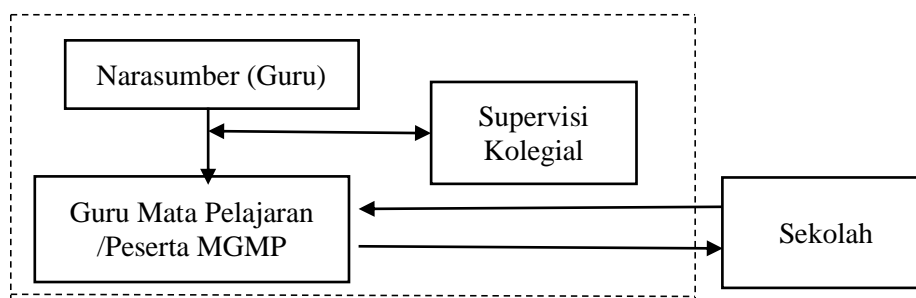 Narasumber (Guru)
Supervisi
Kolegial
Guru Mata Pelajaran
/Peserta MGMP
Sekolah